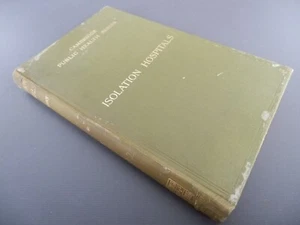 CAMBRIDGE
PUBLIC HEALTH SERIES
ISOLATION HOSPITALS